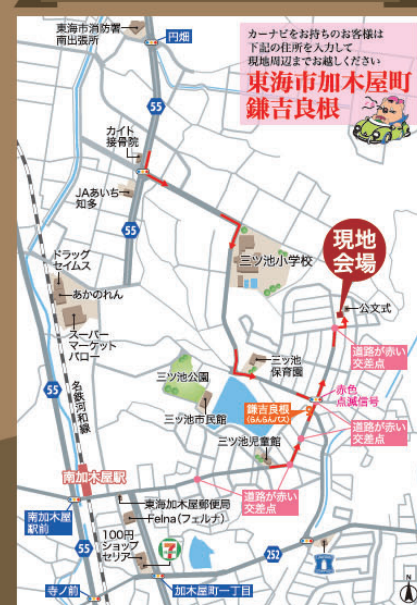 東海市消防署
南出張所
円畑
カーナビをお持ちのお客様は
下記の住所を入力して
現地周辺までお越しください
東海市加木屋町
鎌吉良根
55
カイト
接骨院
JAあいち
知多
55
三ツ池小学校
現地
会場
公文式
ドラッグ
セイムス
あかのれん
スーパー
マーケット
バロー
道路が赤い
交差点
三ツ池
保育園
55
名鉄河和線
三ツ池公園
赤色
点滅信号
鎌吉良根
(らんらんバス)
三ツ池市民館
道路が赤い
交差点
三ツ池児童館
南加木屋駅
道路が赤い
交差点
東海加木屋郵便局
Felna(フェルナ)
南加木屋
駅前
100円
ショップ
セリア
55
7
252
寺ノ前
加木屋町一丁目